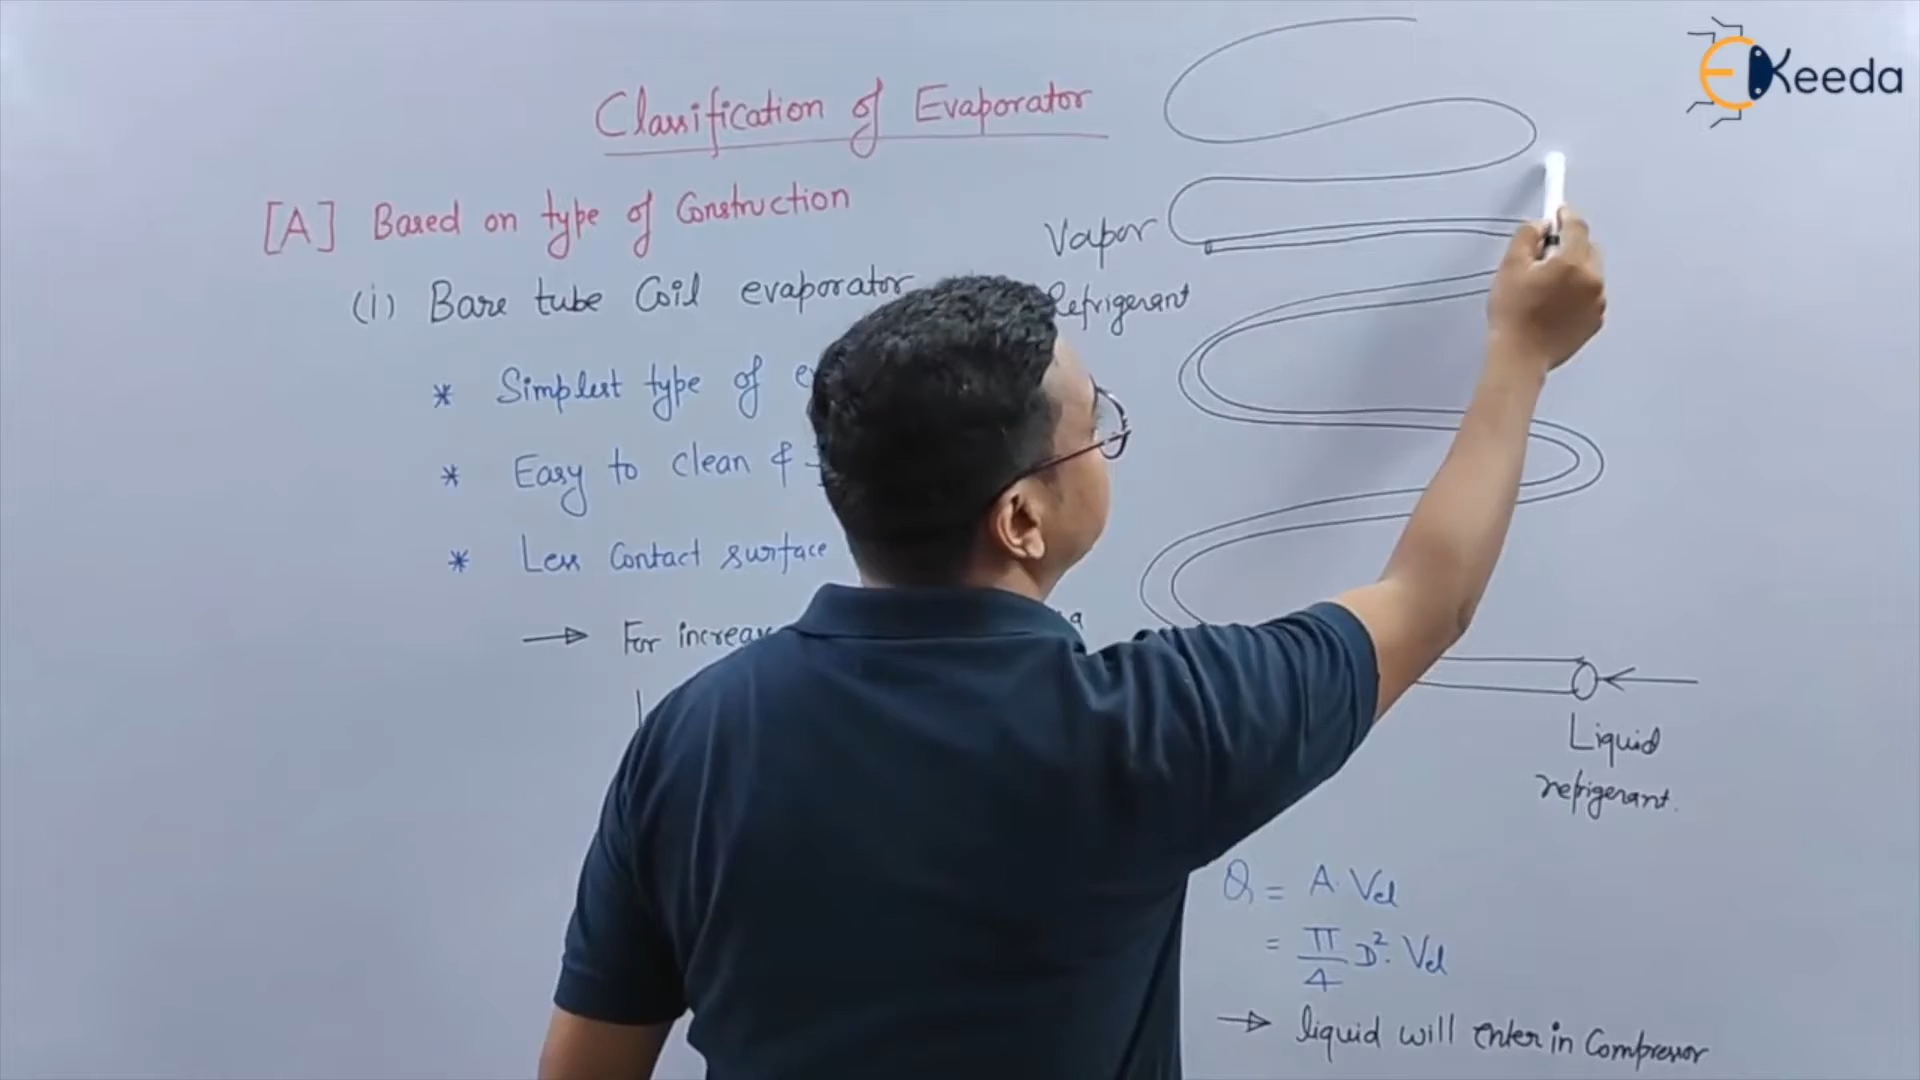 EKeeda
Classification of Evaporator
[A] Based on type of Construction
(i) Bare tube Coil evaporator
* Simplest type of
* Easy to clean &
* Less Contact surface
→ For
Vapor
Refrigerant
Liquid
refrigerant.
Q = A. Vel
= π/4 D². Vel
→ liquid will enter in Compressor